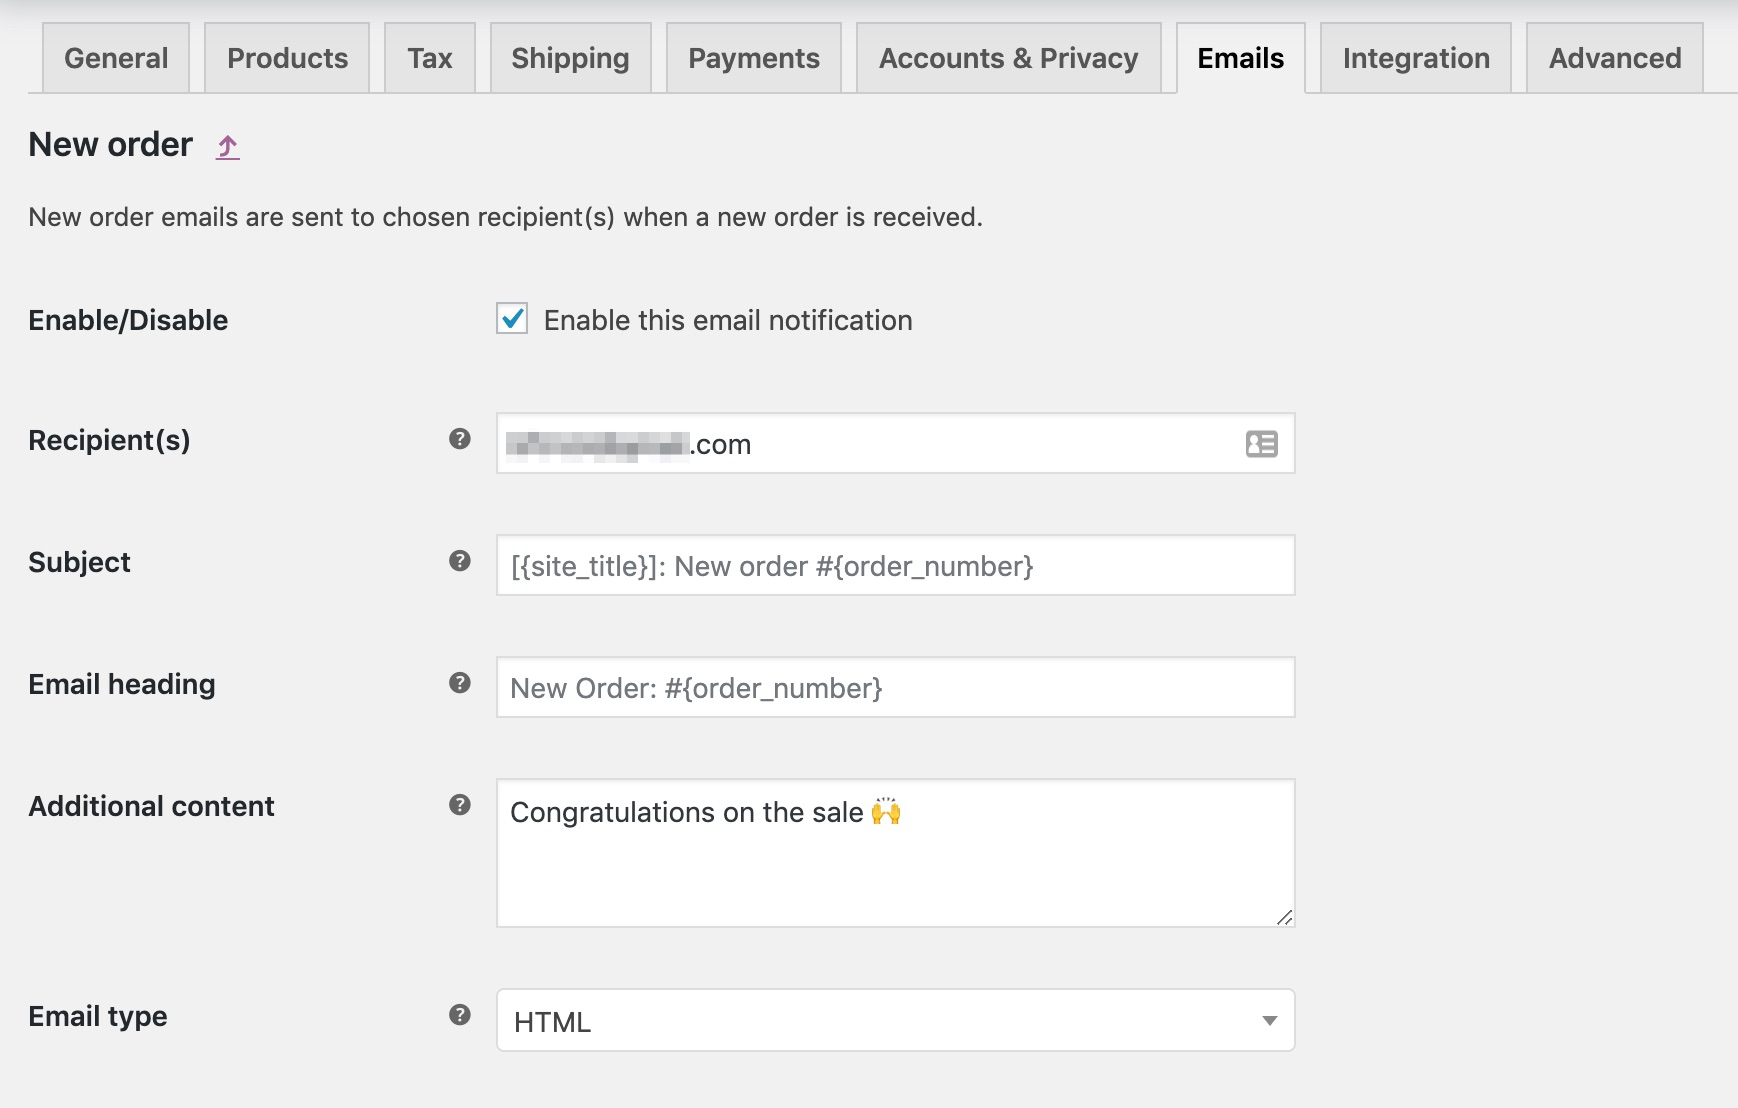 General Products Tax Shipping Payments Accounts & Privacy Emails Integration Advanced
New order
New order emails are sent to chosen recipient(s) when a new order is received.
Enable/Disable Enable this email notification
Recipient(s) .com
Subject [{site_title}]: New order #{order_number}
Email heading New Order: #{order_number}
Additional content Congratulations on the sale 🙌
Email type HTML